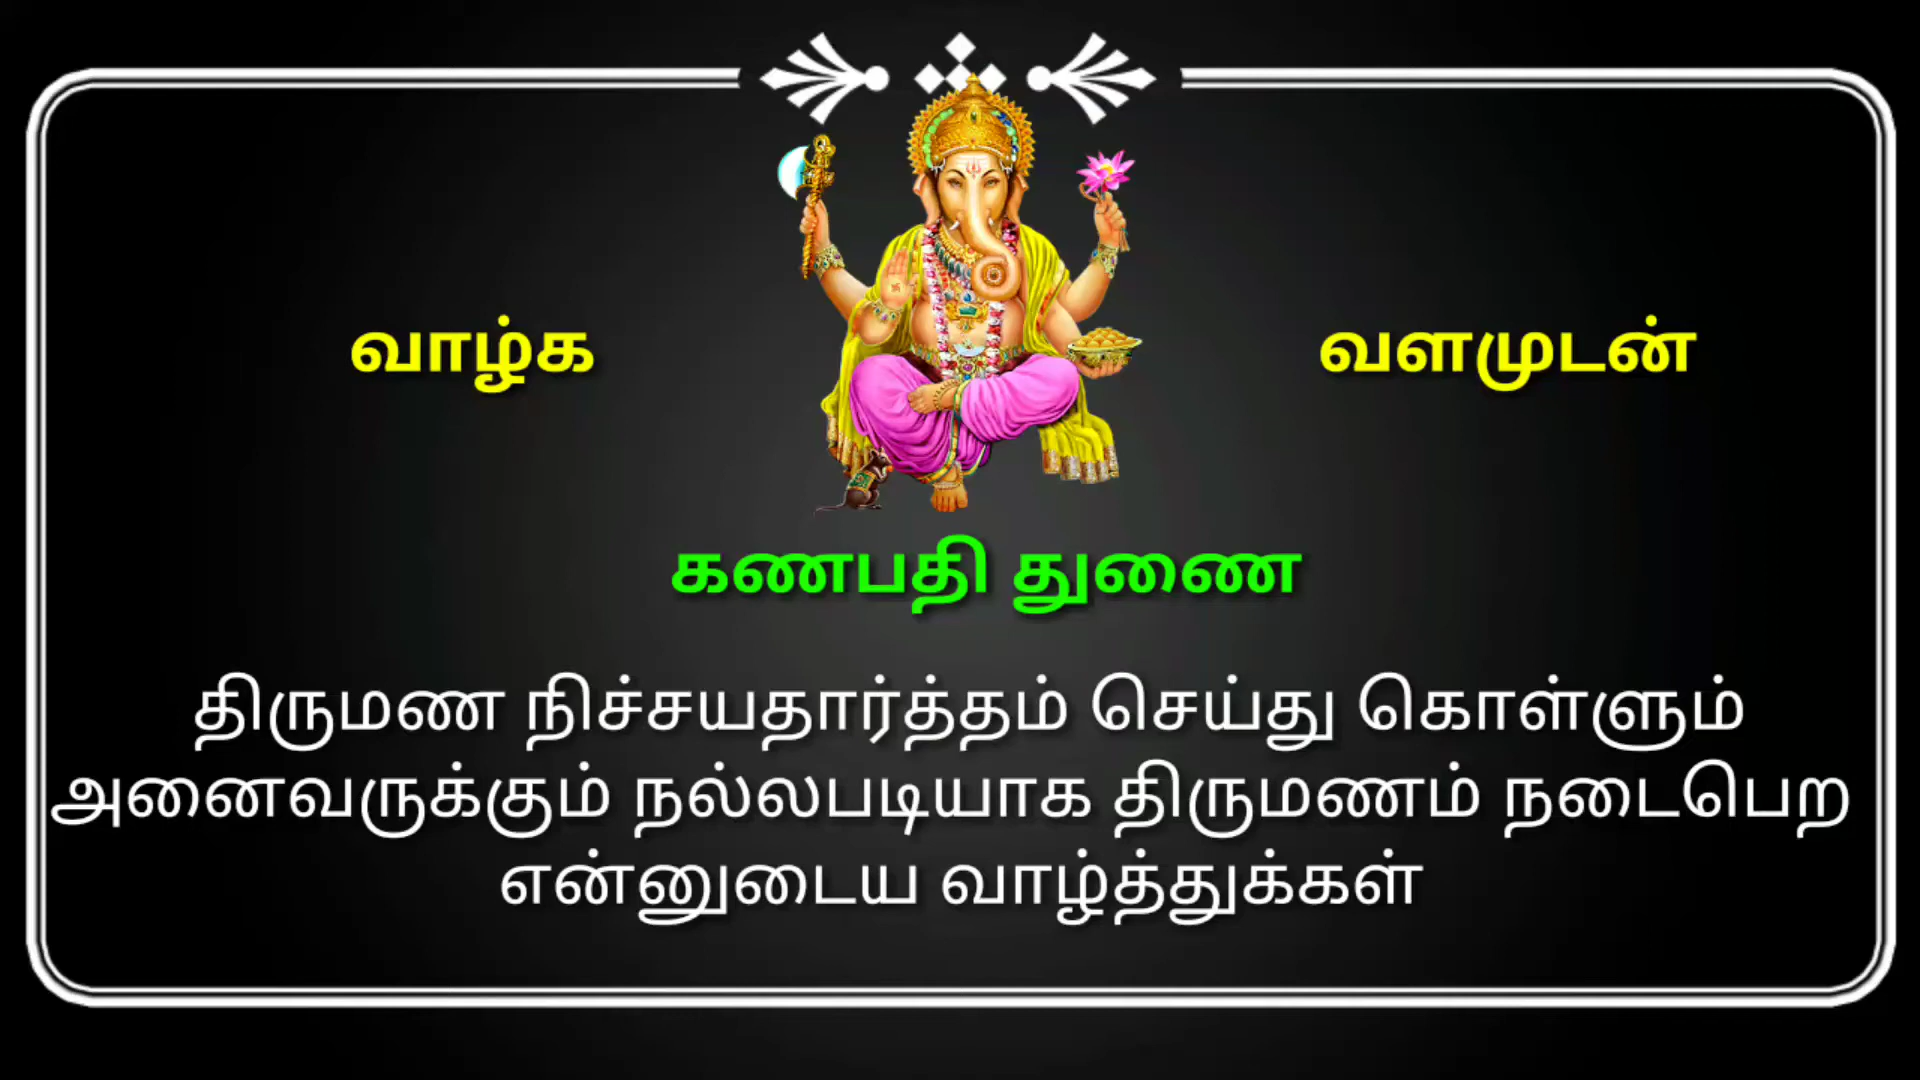 வாழ்க வளமுடன்
கணபதி துணை
திருமண நிச்சயதார்த்தம் செய்து கொள்ளும்
அனைவருக்கும் நல்லபடியாக திருமணம் நடைபெற
என்னுடைய வாழ்த்துக்கள்